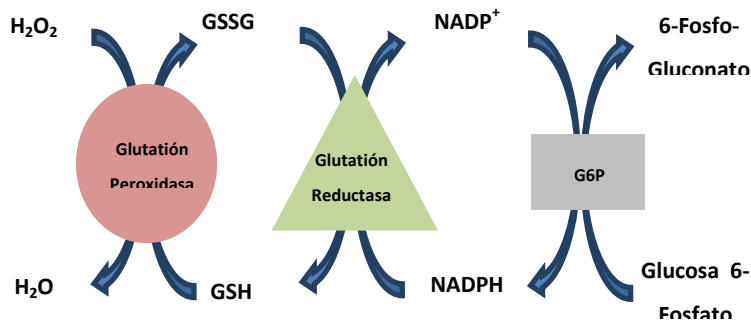 H₂O₂
GSSG
NADP⁺
6-Fosfo-
Gluconato
Glutatión
Peroxidasa
Glutatión
Reductasa
G6P
H₂O
GSH
NADPH
Glucosa 6-
Fosfato